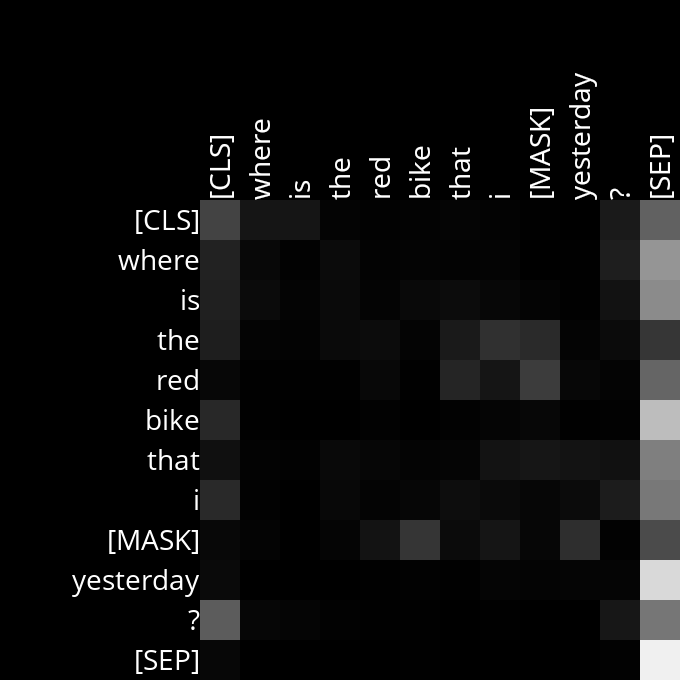 [CLS] where is the red bike that i [MASK] yesterday ? [SEP]
[CLS]
where
is
the
red
bike
that
i
[MASK]
yesterday
?
[SEP]